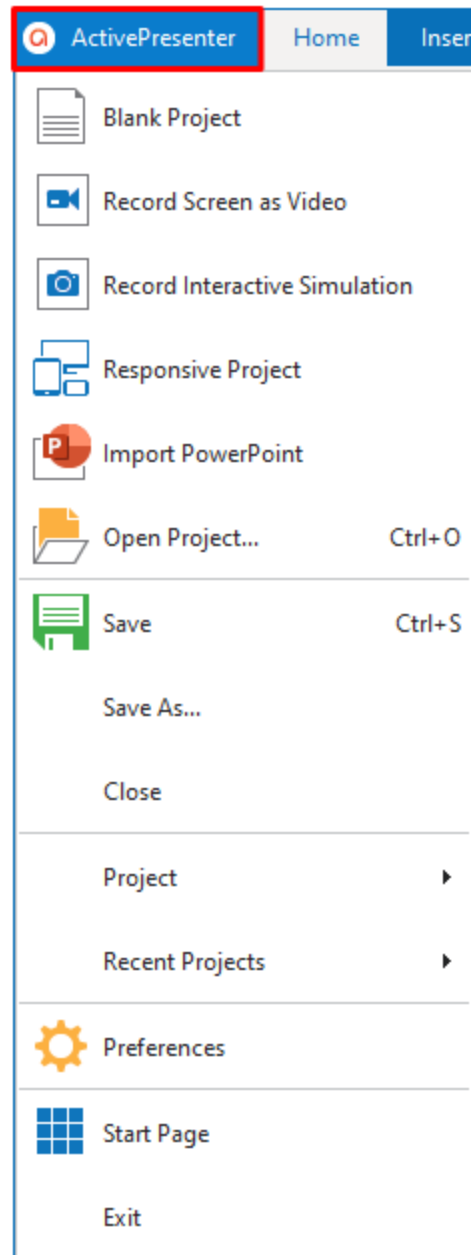 ActivePresenter Home Inser
Blank Project
Record Screen as Video
Record Interactive Simulation
Responsive Project
Import PowerPoint
Open Project... Ctrl+O
Save Ctrl+S
Save As...
Close
Project
Recent Projects
Preferences
Start Page
Exit